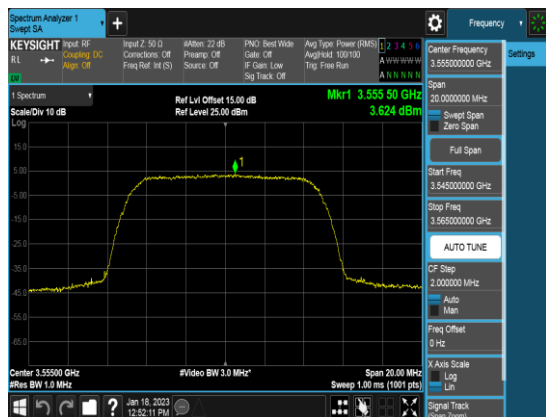 Spectrum Analyzer 1
Swept SA
+
Frequency
KEYSIGHT
RL
Input: RF
Coupling: DC
Align: Off
Input Z: 50 Ω
Corrections: Off
Freq Ref: Int (S)
#Atten: 22 dB
Preamp: Off
Source: Off
PNO: Best Wide
Gate: Off
IF Gain: Low
Sig Track: Off
Avg Type: Power (RMS)
Avg|Hold: 100/100
Trig: Free Run
1 2 3 4 5 6
A W W W W W
A N N N N N
LV
1 Spectrum
Scale/Div 10 dB
Ref Lvl Offset 15.00 dB
Ref Level 25.00 dBm
Mkr1 3.555 50 GHz
3.624 dBm
Log
15.0
5.00
-5.00
-15.0
-25.0
-35.0
-45.0
-55.0
-65.0
1
Center 3.55500 GHz
#Res BW 1.0 MHz
#Video BW 3.0 MHz*
Span 20.00 MHz
Sweep 1.00 ms (1001 pts)
Center Frequency
3.555000000 GHz
Span
20.0000000 MHz
Swept Span
Zero Span
Full Span
Start Freq
3.545000000 GHz
Stop Freq
3.565000000 GHz
AUTO TUNE
CF Step
2.000000 MHz
Auto
Man
Freq Offset
0 Hz
X Axis Scale
Log
Lin
Signal Track
(Span Zoom)
Settings
?
Jan 18, 2023
12:52:11 PM